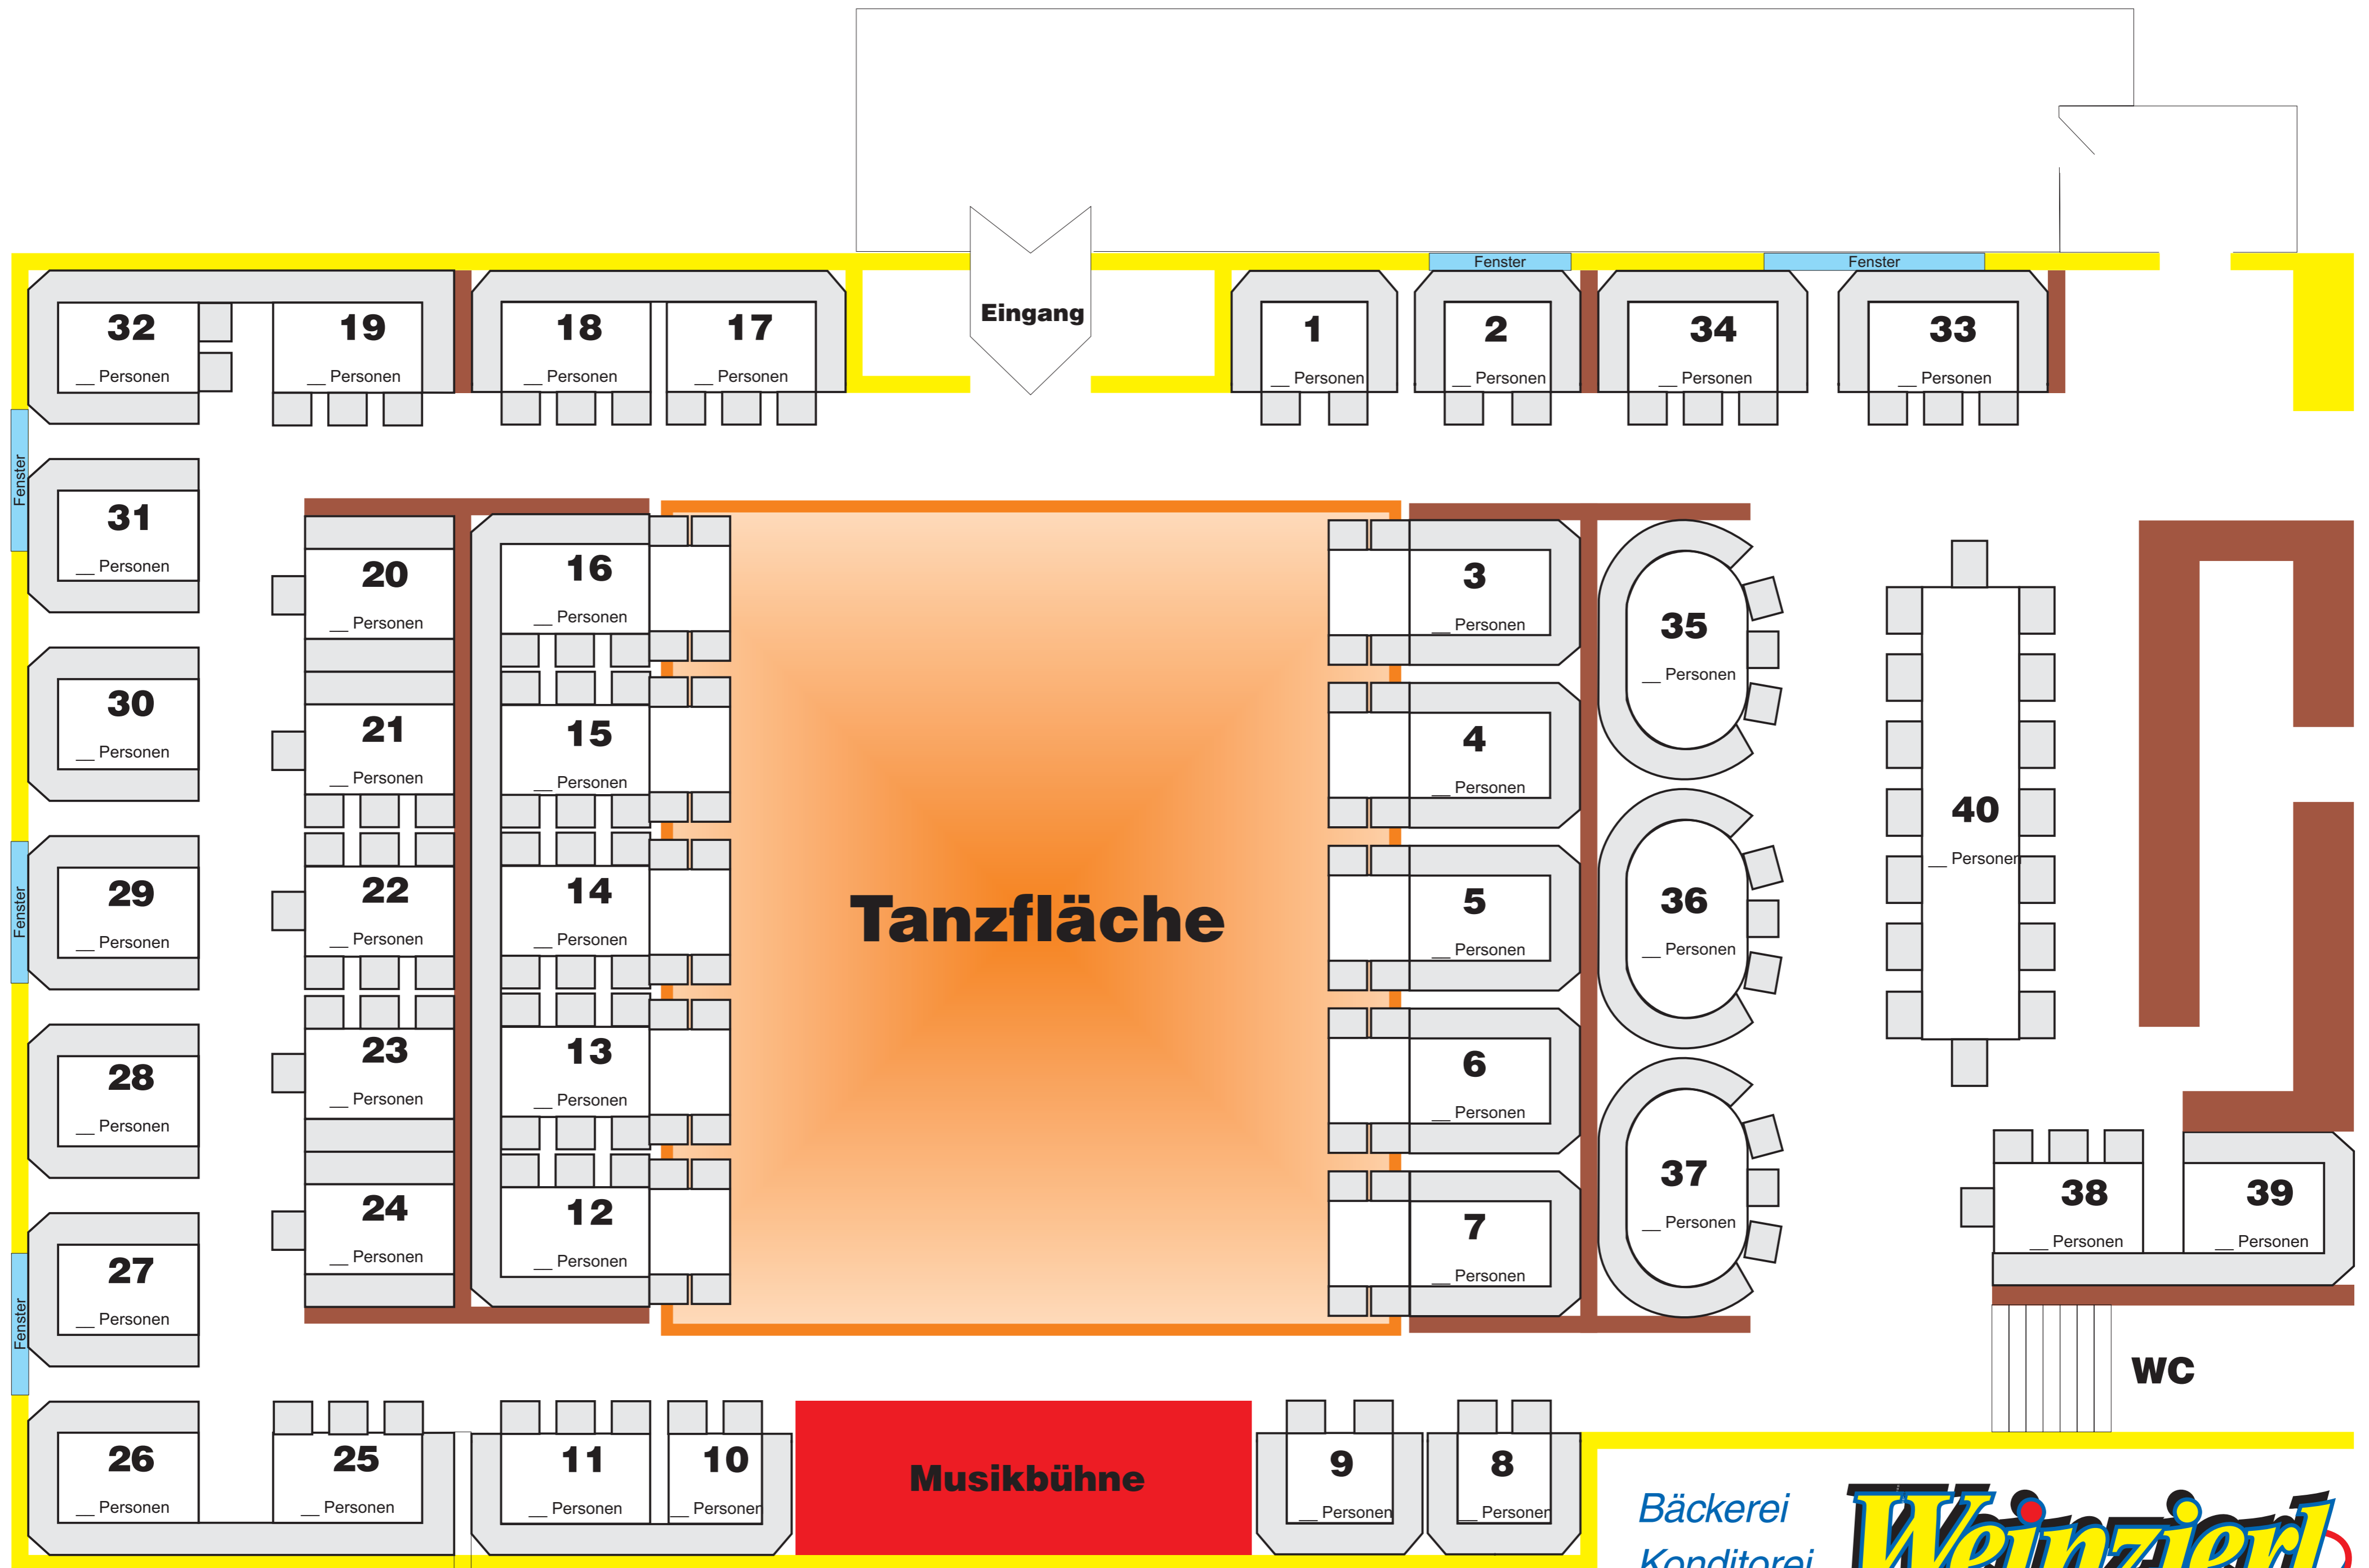 Fenster
Fenster
Eingang
32
__ Personen
19
__ Personen
18
__ Personen
17
__ Personen
1
__ Personen
2
__ Personen
34
__ Personen
33
__ Personen
Fenster
31
__ Personen
20
__ Personen
16
__ Personen
3
__ Personen
35
__ Personen
30
__ Personen
21
__ Personen
15
__ Personen
4
__ Personen
40
__ Personen
Fenster
29
__ Personen
22
__ Personen
14
__ Personen
Tanzfläche
5
__ Personen
36
__ Personen
28
__ Personen
23
__ Personen
13
__ Personen
6
__ Personen
37
__ Personen
38
__ Personen
39
__ Personen
Fenster
27
__ Personen
24
__ Personen
12
__ Personen
7
__ Personen
WC
26
__ Personen
25
__ Personen
11
__ Personen
10
__ Personen
Musikbühne
9
__ Personen
8
__ Personen
Bäckerei
Konditorei
Weinzierl